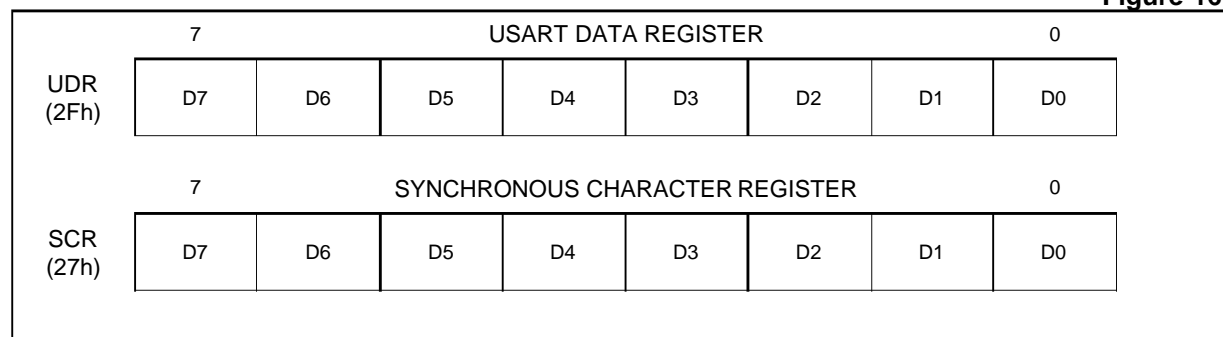 Figure 10
7 USART DATA REGISTER 0
UDR
(2Fh)
D7 D6 D5 D4 D3 D2 D1 D0
7 SYNCHRONOUS CHARACTER REGISTER 0
SCR
(27h)
D7 D6 D5 D4 D3 D2 D1 D0